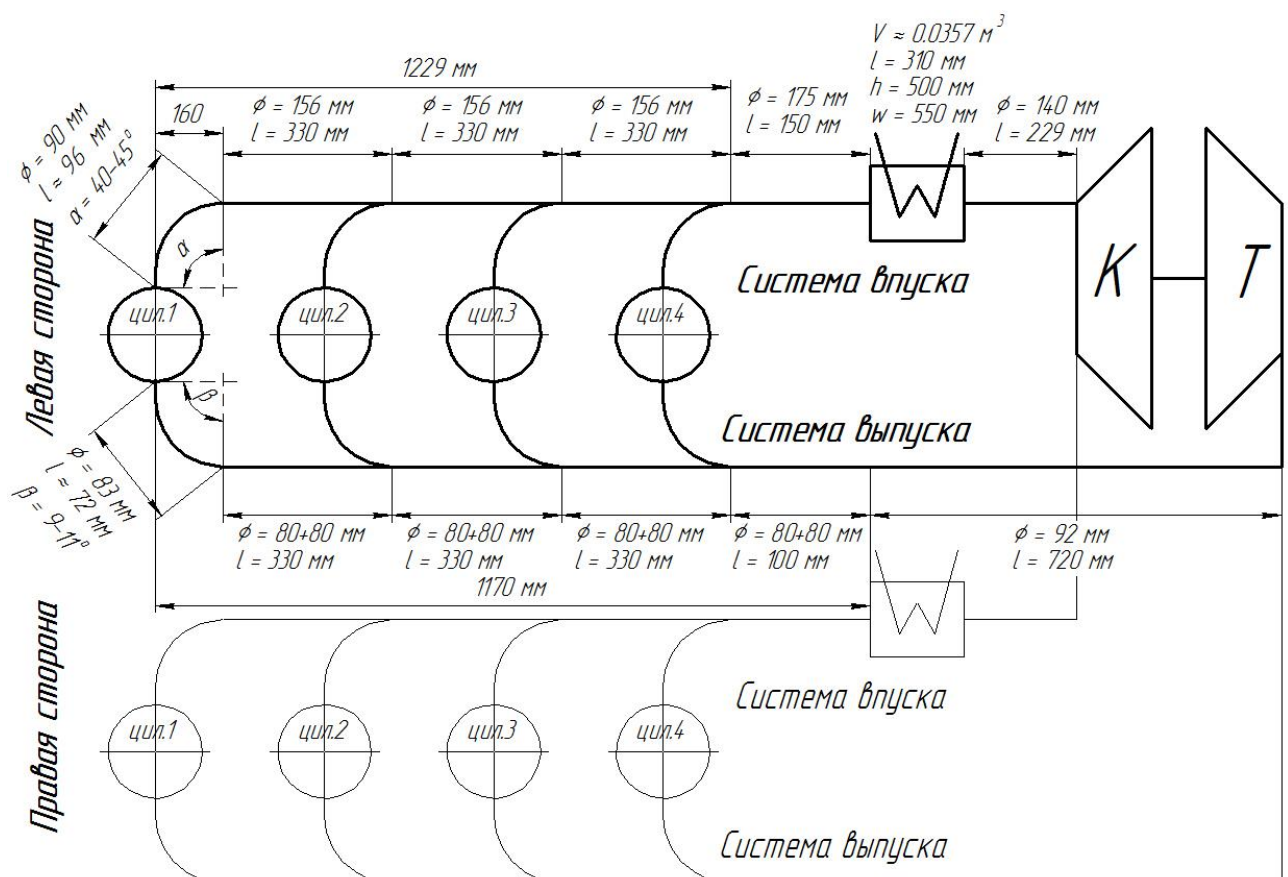 V ≈ 0.0357 м³
l = 310 мм
h = 500 мм
w = 550 мм
1229 мм
160
ϕ = 156 мм
l = 330 мм
ϕ = 156 мм
l = 330 мм
ϕ = 156 мм
l = 330 мм
ϕ = 175 мм
l = 150 мм
ϕ = 140 мм
l = 229 мм
ϕ = 90 мм
l ≈ 96 мм
α = 40-45°
α
Левая сторона
цил.1
цил.2
цил.3
цил.4
Система впуска
К
Т
β
Система выпуска
ϕ = 83 мм
l ≈ 72 мм
β = 9-11°
ϕ = 80+80 мм
l = 330 мм
ϕ = 80+80 мм
l = 330 мм
ϕ = 80+80 мм
l = 330 мм
ϕ = 80+80 мм
l = 100 мм
ϕ = 92 мм
l = 720 мм
1170 мм
Правая сторона
цил.1
цил.2
цил.3
цил.4
Система впуска
Система выпуска